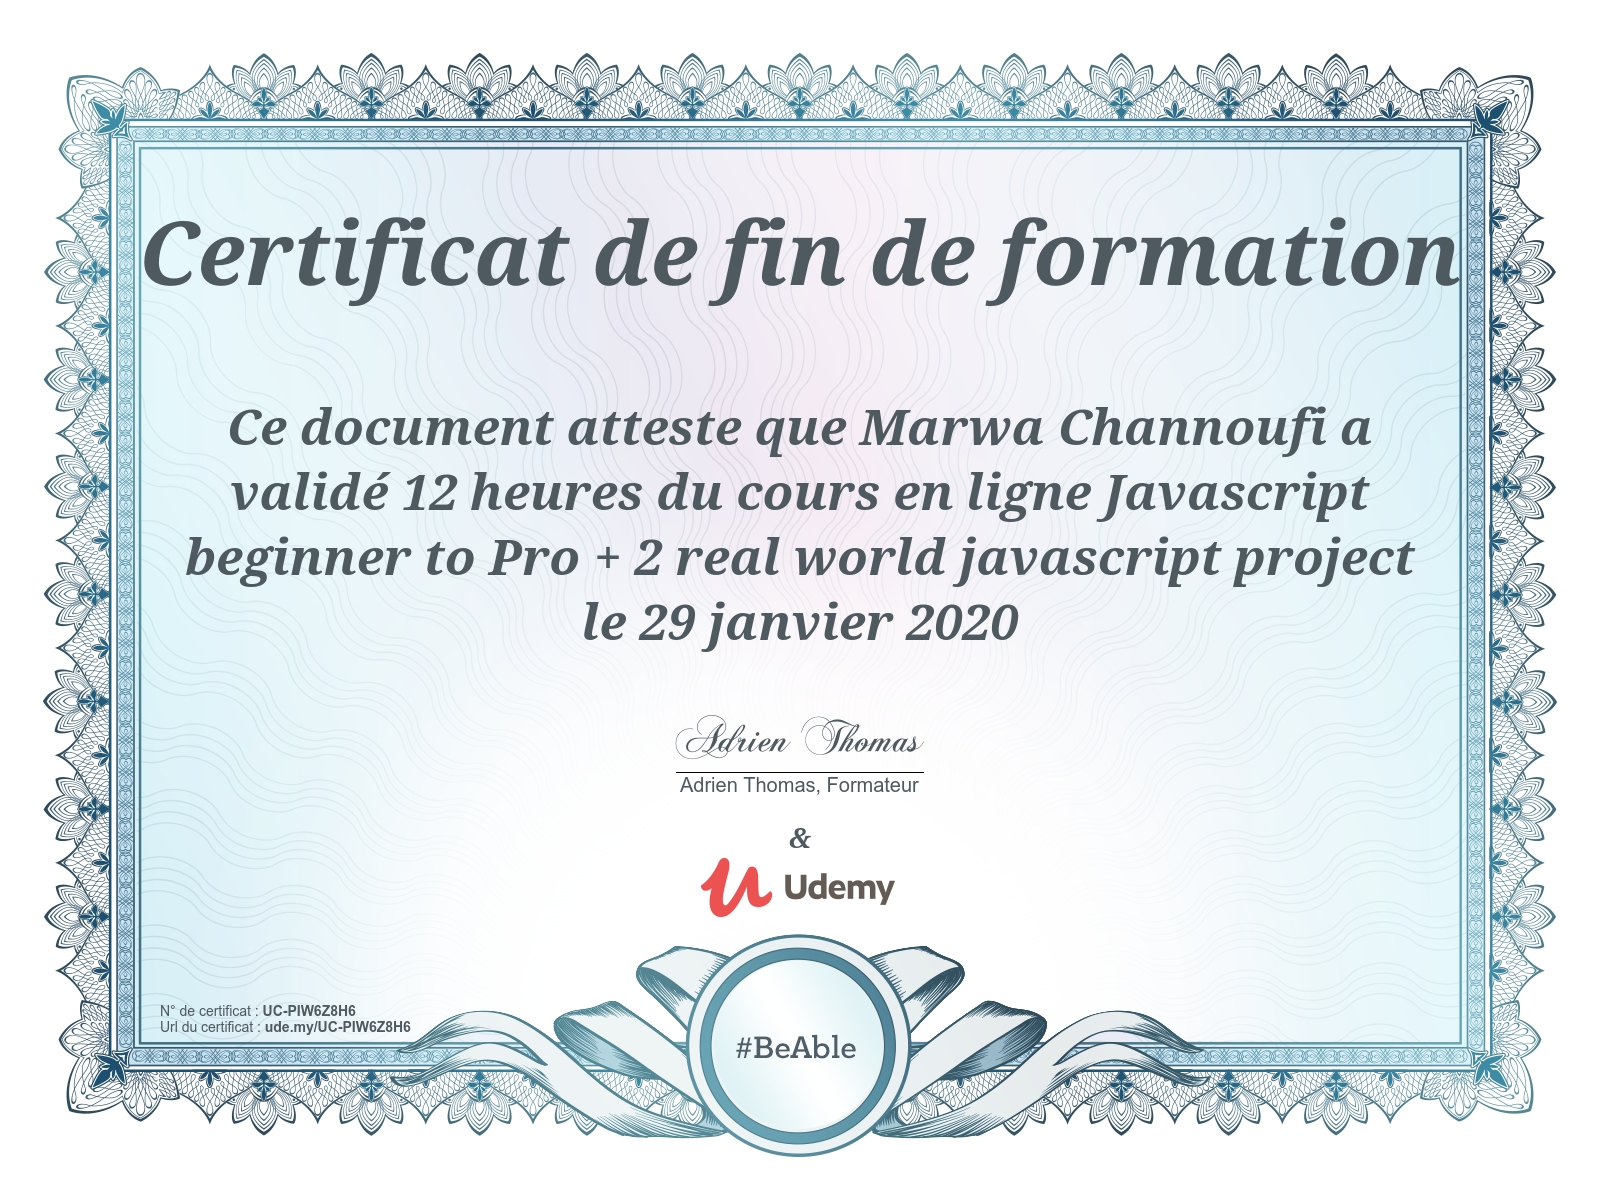 Certificat de fin de formation
Ce document atteste que Marwa Channoufi a
validé 12 heures du cours en ligne Javascript
beginner to Pro + 2 real world javascript project
le 29 janvier 2020
Adrien Thomas
Adrien Thomas, Formateur
&
Udemy
N° de certificat : UC-PIW6Z8H6
Url du certificat : ude.my/UC-PIW6Z8H6
#BeAble